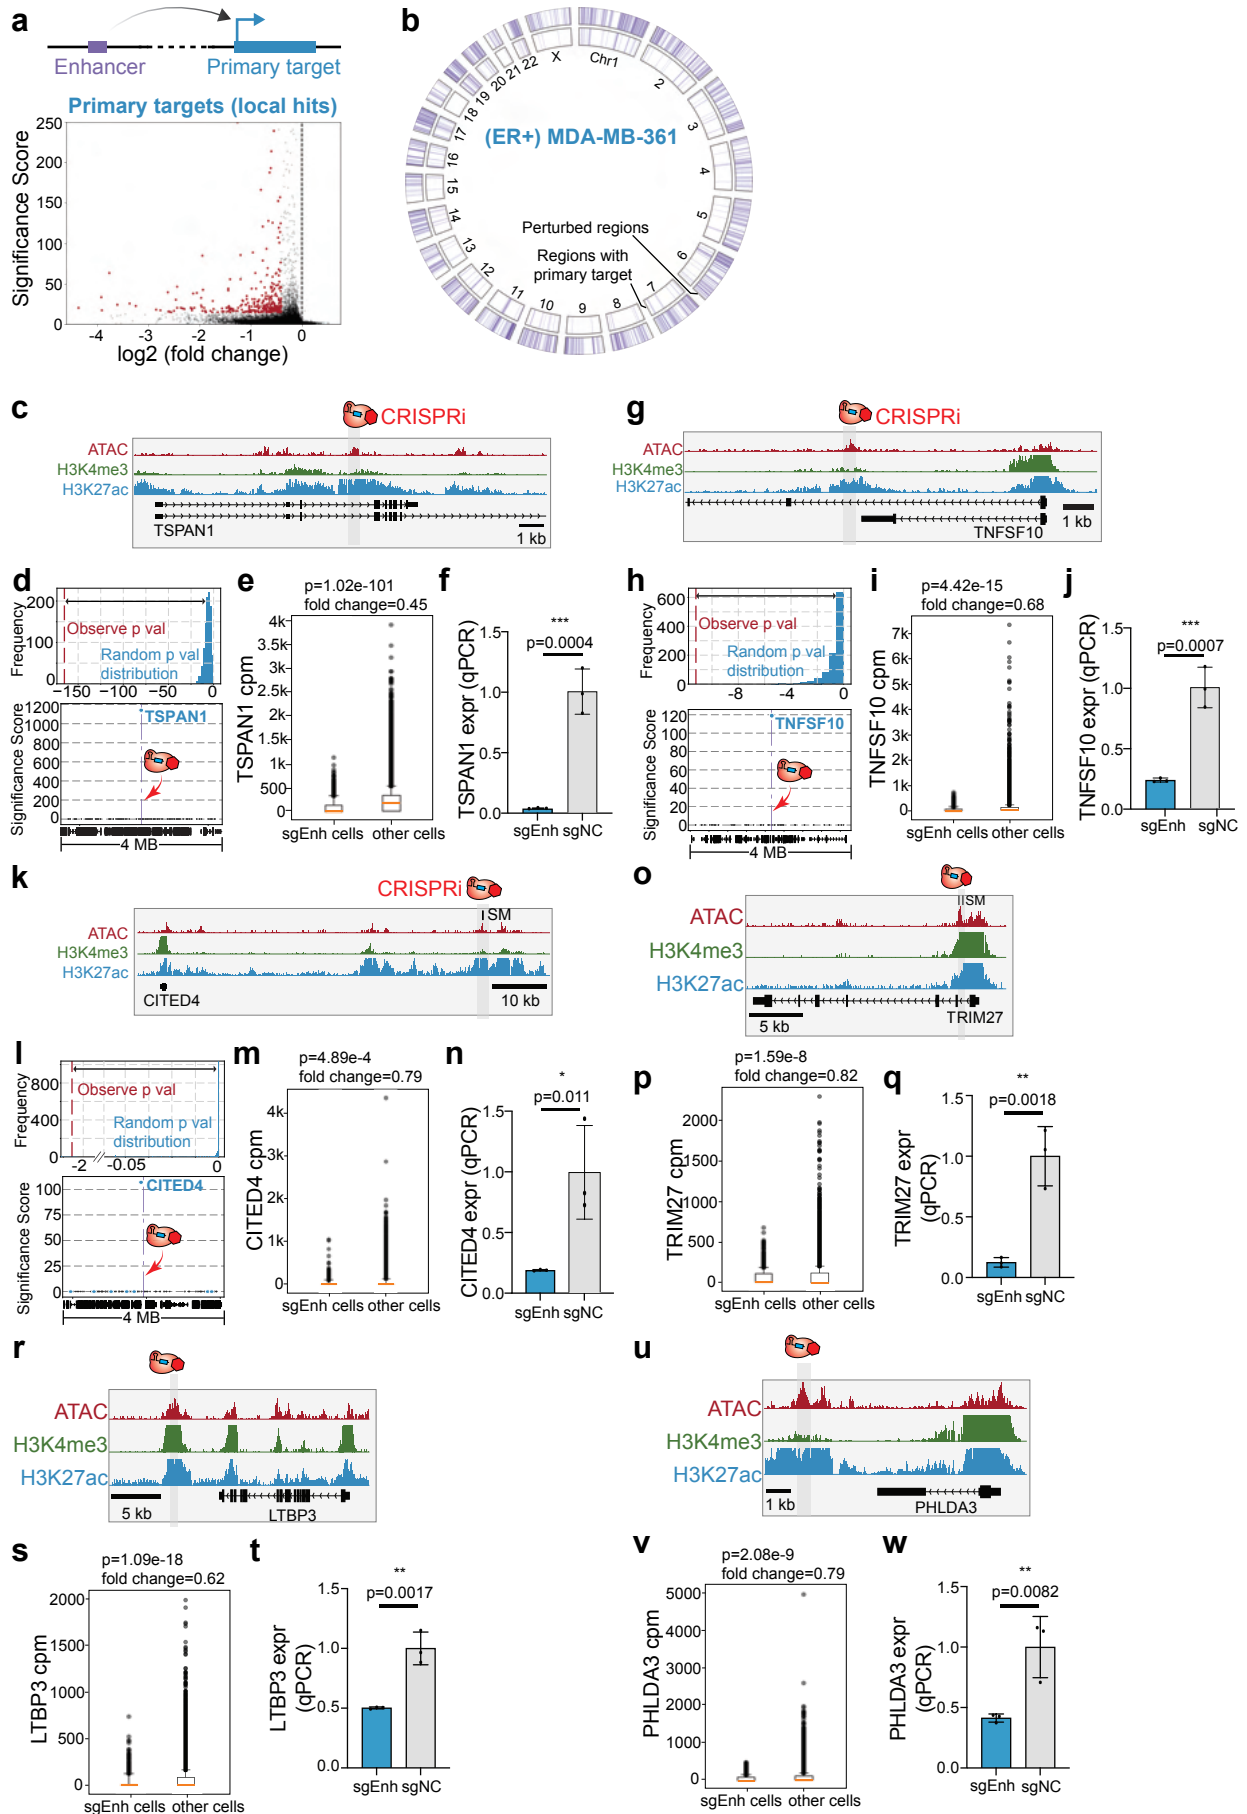 a
Enhancer
Primary target
Primary targets (local hits)
Significance Score
250
200
150
100
50
0
-4
-3
-2
-1
0
log2 (fold change)
b
(ER+) MDA-MB-361
Chr1
2
3
4
5
6
7
8
9
10
11
12
13
14
15
16
17
18
19
20
21
22
X
Perturbed regions
Regions with
primary target
c
CRISPRi
ATAC
H3K4me3
H3K27ac
TSPAN1
1 kb
g
CRISPRi
ATAC
H3K4me3
H3K27ac
TNFSF10
1 kb
d
Frequency
200
100
0
Observe p val
Random p val
distribution
-150
-100
-50
0
Significance Score
1200
1000
800
600
400
200
0
TSPAN1
4 MB
e
p=1.02e-101
fold change=0.45
TSPAN1 cpm
4k
3.5k
3k
2.5k
2k
1.5k
1k
500
0
sgEnh cells
other cells
f
***
p=0.0004
TSPAN1 expr (qPCR)
1.5
1.0
0.5
0.0
sgEnh
sgNC
h
Frequency
600
400
200
0
Observe p val
Random p val
distribution
-8
-4
0
Significance Score
120
100
80
60
40
20
0
TNFSF10
4 MB
i
p=4.42e-15
fold change=0.68
TNFSF10 cpm
7k
6k
5k
4k
3k
2k
1k
0
sgEnh cells
other cells
j
***
p=0.0007
TNFSF10 expr (qPCR)
1.5
1.0
0.5
0.0
sgEnh
sgNC
k
CRISPRi
SM
ATAC
H3K4me3
H3K27ac
CITED4
10 kb
o
SM
ATAC
H3K4me3
H3K27ac
TRIM27
5 kb
l
Frequency
800
400
0
Observe p val
Random p val
distribution
-2
-0.05
0
Significance Score
100
75
50
25
0
CITED4
4 MB
m
p=4.89e-4
fold change=0.79
CITED4 cpm
4k
3k
2k
1k
0
sgEnh cells
other cells
n
*
p=0.011
CITED4 expr (qPCR)
1.5
1.0
0.5
0.0
sgEnh
sgNC
p
p=1.59e-8
fold change=0.82
TRIM27 cpm
2000
1500
1000
500
0
sgEnh cells
other cells
q
**
p=0.0018
TRIM27 expr
(qPCR)
1.5
1.0
0.5
0.0
sgEnh
sgNC
r
ATAC
H3K4me3
H3K27ac
5 kb
LTBP3
u
ATAC
H3K4me3
H3K27ac
1 kb
PHLDA3
s
p=1.09e-18
fold change=0.62
LTBP3 cpm
2000
1500
1000
500
0
sgEnh cells
other cells
t
**
p=0.0017
LTBP3 expr
(qPCR)
1.5
1.0
0.5
0.0
sgEnh
sgNC
v
p=2.08e-9
fold change=0.79
PHLDA3 cpm
5000
4000
3000
2000
1000
0
sgEnh cells
other cells
w
**
p=0.0082
PHLDA3 expr
(qPCR)
1.5
1.0
0.5
0.0
sgEnh
sgNC